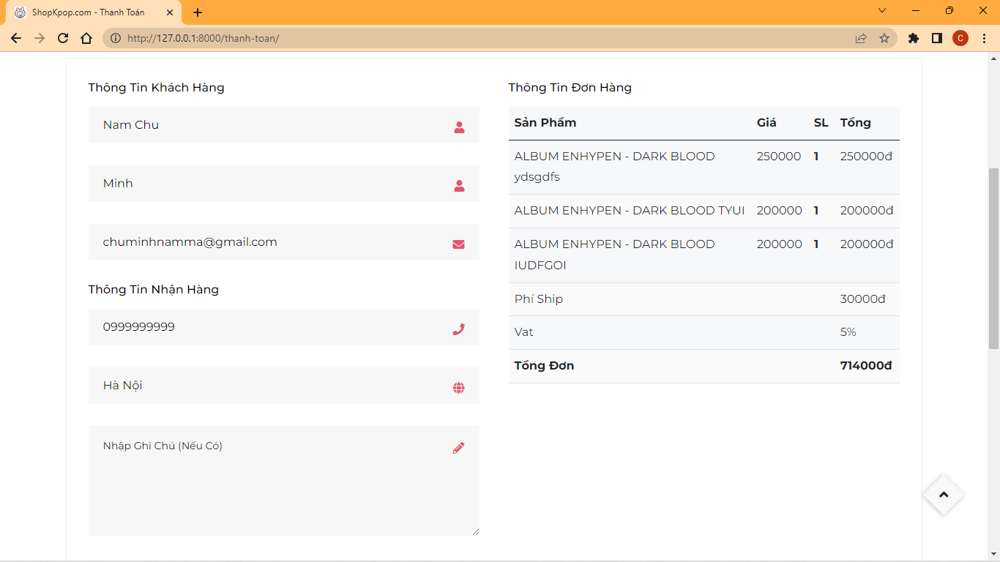 ShopKpop.com - Thanh Toán
http://127.0.0.1:8000/thanh-toan/
C
Thông Tin Khách Hàng
Nam Chu
Minh
chuminhnamma@gmail.com
Thông Tin Nhận Hàng
0999999999
Hà Nội
Nhập Ghi Chú (Nếu Có)
Thông Tin Đơn Hàng
Sản Phẩm Giá SL Tổng
ALBUM ENHYPEN - DARK BLOOD 250000 1 250000đ
ydsgdfs
ALBUM ENHYPEN - DARK BLOOD TYUI 200000 1 200000đ
ALBUM ENHYPEN - DARK BLOOD 200000 1 200000đ
IUDFGOI
Phí Ship 30000đ
Vat 5%
Tổng Đơn 714000đ